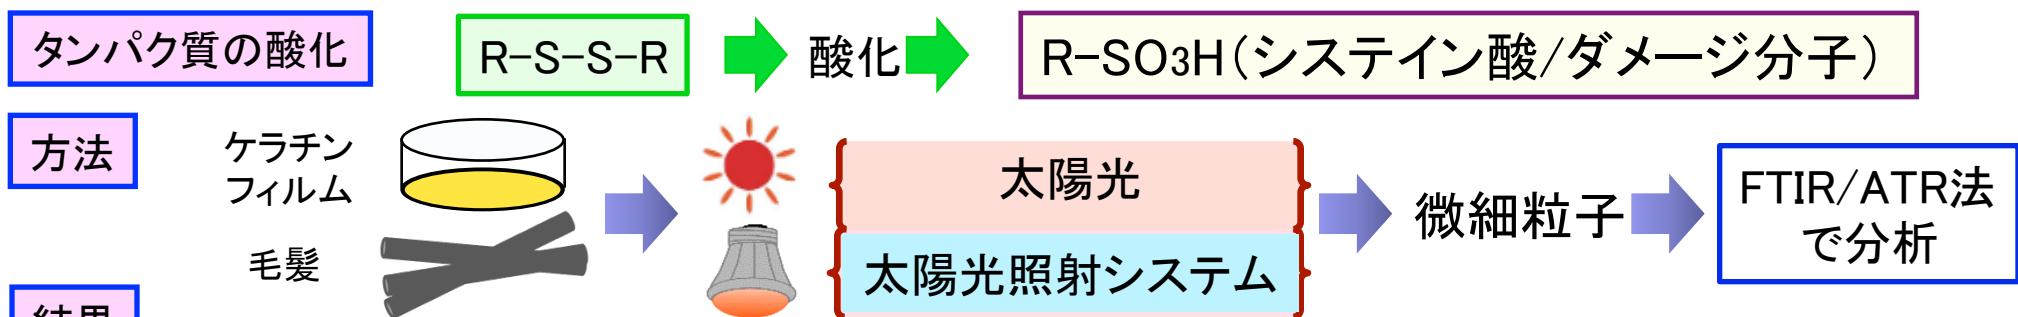 タンパク質の酸化
R-S-S-R
酸化
R-SO3H(システイン酸/ダメージ分子)
方法
ケラチン
フィルム
毛髪
太陽光
太陽光照射システム
微細粒子
FTIR/ATR法
で分析
結果